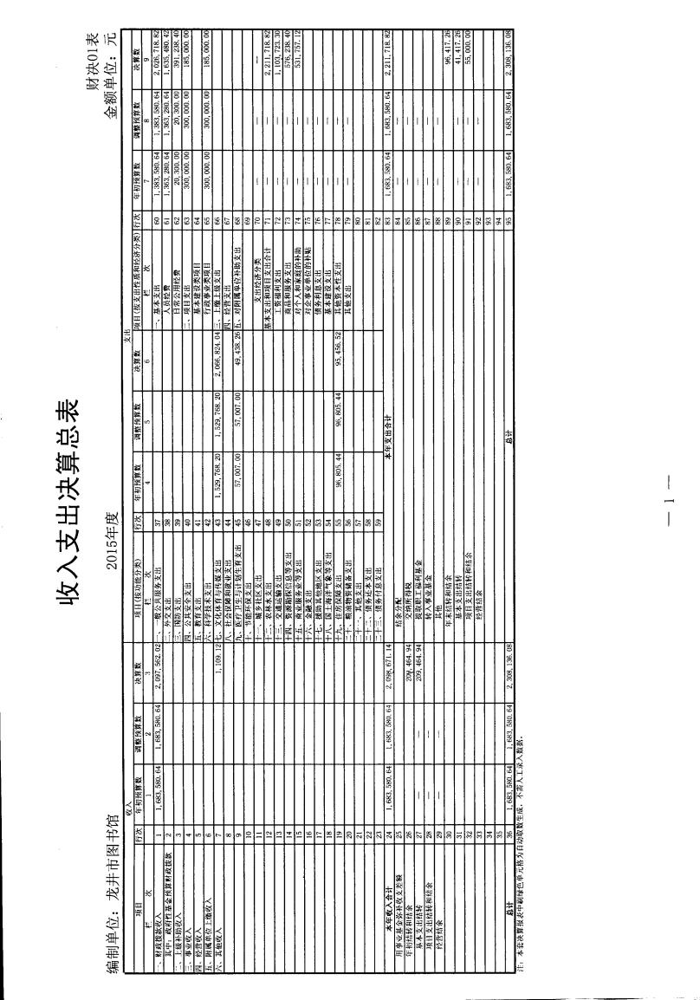 收入支出决算总表
财决01表
编制单位：龙井市图书馆 2015年度 金额单位：元
收入 支出
项目 行次 年初预算数 调整预算数 决算数 项目(按功能分类) 行次 年初预算数 调整预算数 决算数 项目(按支出性质和经济分类) 行次 年初预算数 调整预算数 决算数
栏 次 1 2 3 栏 次 4 5 6 栏 次 7 8 9
一、财政拨款收入 1 1,683,580.64 1,683,580.64 2,097,562.02 一、一般公共服务支出 37 一、基本支出 60 1,383,580.64 1,383,580.64 2,026,718.82
其中：政府性基金预算财政拨款 2 二、外交支出 38 人员经费 61 1,363,280.64 1,363,280.64 1,635,480.42
二、上级补助收入 3 三、国防支出 39 日常公用经费 62 20,300.00 20,300.00 391,238.40
三、事业收入 4 四、公共安全支出 40 二、项目支出 63 300,000.00 300,000.00 185,000.00
四、经营收入 5 五、教育支出 41 基本建设类项目 64
五、附属单位上缴收入 6 六、科学技术支出 42 行政事业类项目 65 300,000.00 300,000.00 185,000.00
六、其他收入 7 1,109.12 七、文化体育与传媒支出 43 1,529,768.20 1,529,768.20 2,066,824.04 三、上缴上级支出 66
8 八、社会保障和就业支出 44 四、经营支出 67
9 九、医疗卫生与计划生育支出 45 57,007.00 57,007.00 49,438.26 五、对附属单位补助支出 68
10 十、节能环保支出 46 69
11 十一、城乡社区支出 47 支出经济分类 70 — — —
12 十二、农林水支出 48 基本支出和项目支出合计 71 — — 2,211,718.82
13 十三、交通运输支出 49 工资福利支出 72 — — 1,103,723.30
14 十四、资源勘探信息等支出 50 商品和服务支出 73 — — 576,238.40
15 十五、商业服务业等支出 51 对个人和家庭的补助 74 — — 531,757.12
16 十六、金融支出 52 对企事业单位的补贴 75 — —
17 十七、援助其他地区支出 53 债务利息支出 76 — —
18 十八、国土海洋气象等支出 54 基本建设支出 77 — —
19 十九、住房保障支出 55 96,805.44 96,805.44 95,456.52 其他资本性支出 78 — —
20 二十、粮油物资储备支出 56 其他支出 79 — —
21 二十一、其他支出 57 80
22 二十二、债务还本支出 58 81
23 二十三、债务付息支出 59 82
本年收入合计 24 1,683,580.64 1,683,580.64 2,098,671.14 本年支出合计 83 1,683,580.64 1,683,580.64 2,211,718.82
用事业基金弥补收支差额 25 结余分配 84 — —
年初结转和结余 26 209,464.94 交纳所得税 85 — —
基本支出结转 27 — — 209,464.94 提取职工福利基金 86 — —
项目支出结转和结余 28 — — 转入事业基金 87 — —
经营结余 29 — — 其他 88 — —
30 年末结转和结余 89 — — 96,417.26
31 基本支出结转 90 — — 41,417.26
32 项目支出结转和结余 91 — — 55,000.00
33 经营结余 92 — —
34 93
35 94
总计 36 1,683,580.64 1,683,580.64 2,308,136.08 总计 95 1,683,580.64 1,683,580.64 2,308,136.08
注：本套决算报表中刷绿色单元格为自动取数生成，不需人工录入数据。
— 1 —